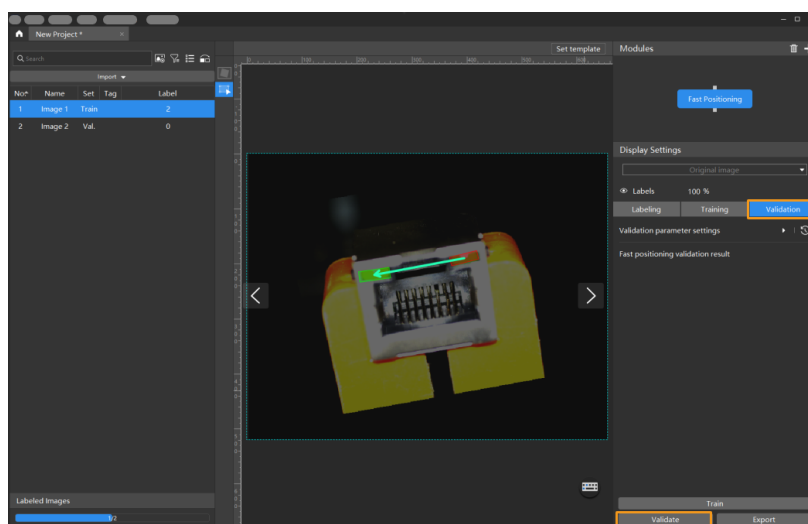 New Project*
×
Set template
Modules
Search
Import
No.
Name
Set
Tag
Label
1
Image 1
Train
2
2
Image 2
Val.
0
Fast Positioning
Display Settings
Original image
Labels
100 %
Labeling
Training
Validation
Validation parameter settings
Fast positioning validation result
Labeled Images
1/2
Train
Validate
Export